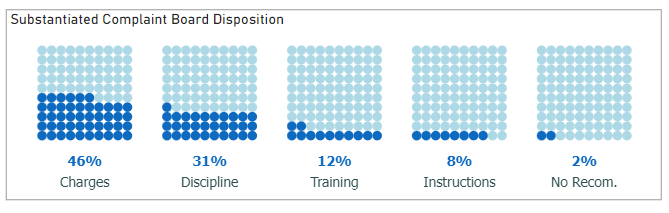 Substantiated Complaint Board Disposition
46% 31% 12% 8% 2%
Charges Discipline Training Instructions No Recom.